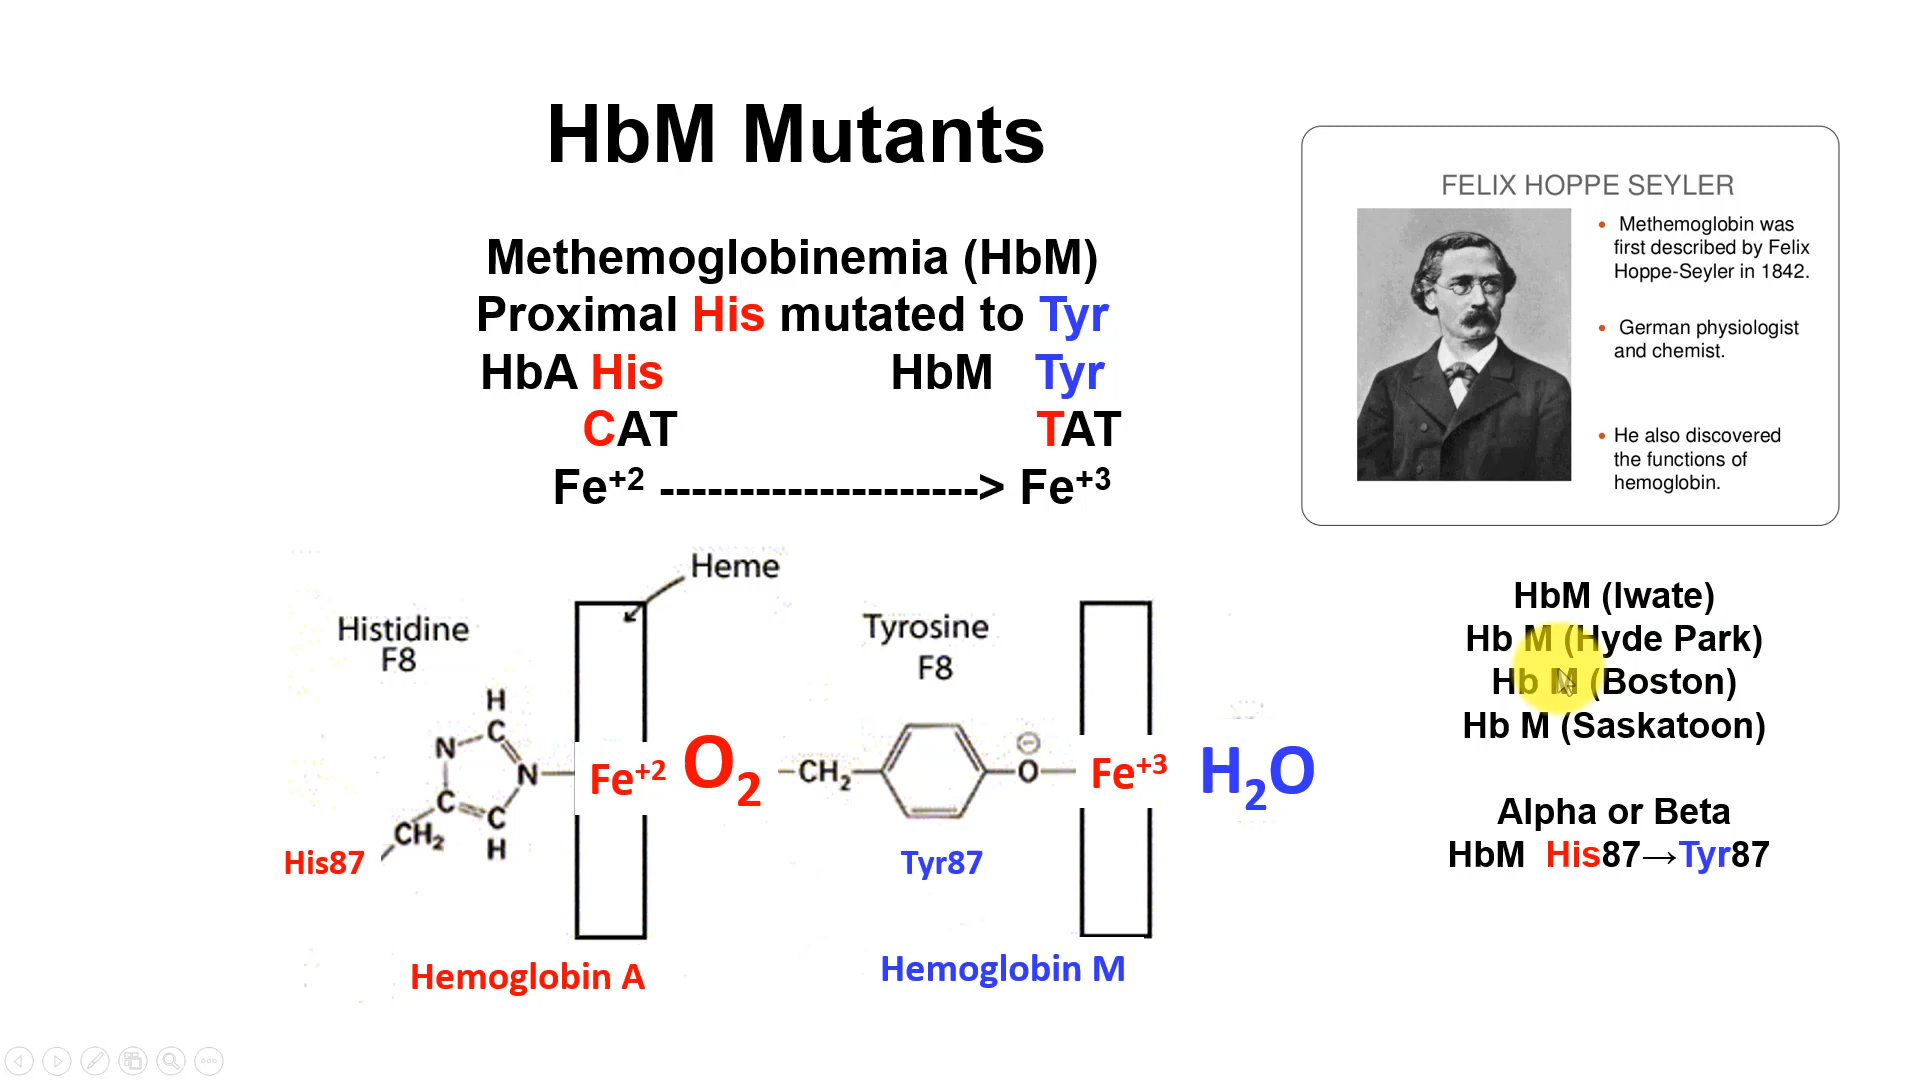 HbM Mutants
Methemoglobinemia (HbM)
Proximal His mutated to Tyr
HbA His HbM Tyr
CAT TAT
Fe+2 --------------------> Fe+3
FELIX HOPPE SEYLER
• Methemoglobin was
first described by Felix
Hoppe-Seyler in 1842.
• German physiologist
and chemist.
• He also discovered
the functions of
hemoglobin.
Heme
Histidine
F8
H
C
N
N
C
C
H
CH2
Fe+2
O2
His87
Hemoglobin A
Tyrosine
F8
CH2
O
Fe+3
H2O
Tyr87
Hemoglobin M
HbM (Iwate)
Hb M (Hyde Park)
Hb M (Boston)
Hb M (Saskatoon)
Alpha or Beta
HbM His87→Tyr87